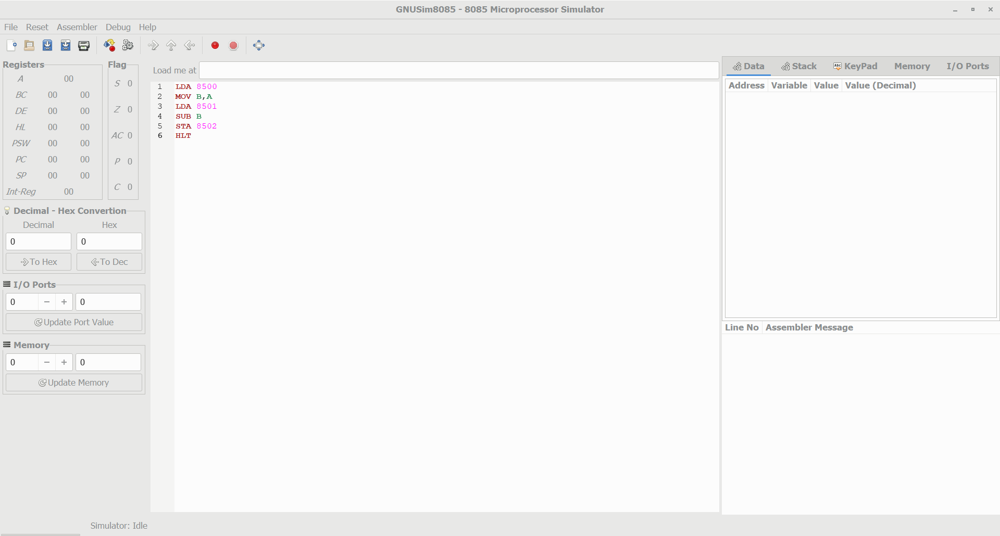 GNUSim8085 - 8085 Microprocessor Simulator
File Reset Assembler Debug Help
Registers
A 00
BC 00 00
DE 00 00
HL 00 00
PSW 00 00
PC 00 00
SP 00 00
Int-Reg 00
Flag
S 0
Z 0
AC 0
P 0
C 0
Decimal - Hex Convertion
Decimal Hex
0 0
To Hex To Dec
I/O Ports
0 − + 0
Update Port Value
Memory
0 − + 0
Update Memory
Load me at
1 LDA 8500
2 MOV B,A
3 LDA 8501
4 SUB B
5 STA 8502
6 HLT
Data Stack Abc KeyPad Memory I/O Ports
Address Variable Value Value (Decimal)
Line No Assembler Message
Simulator: Idle